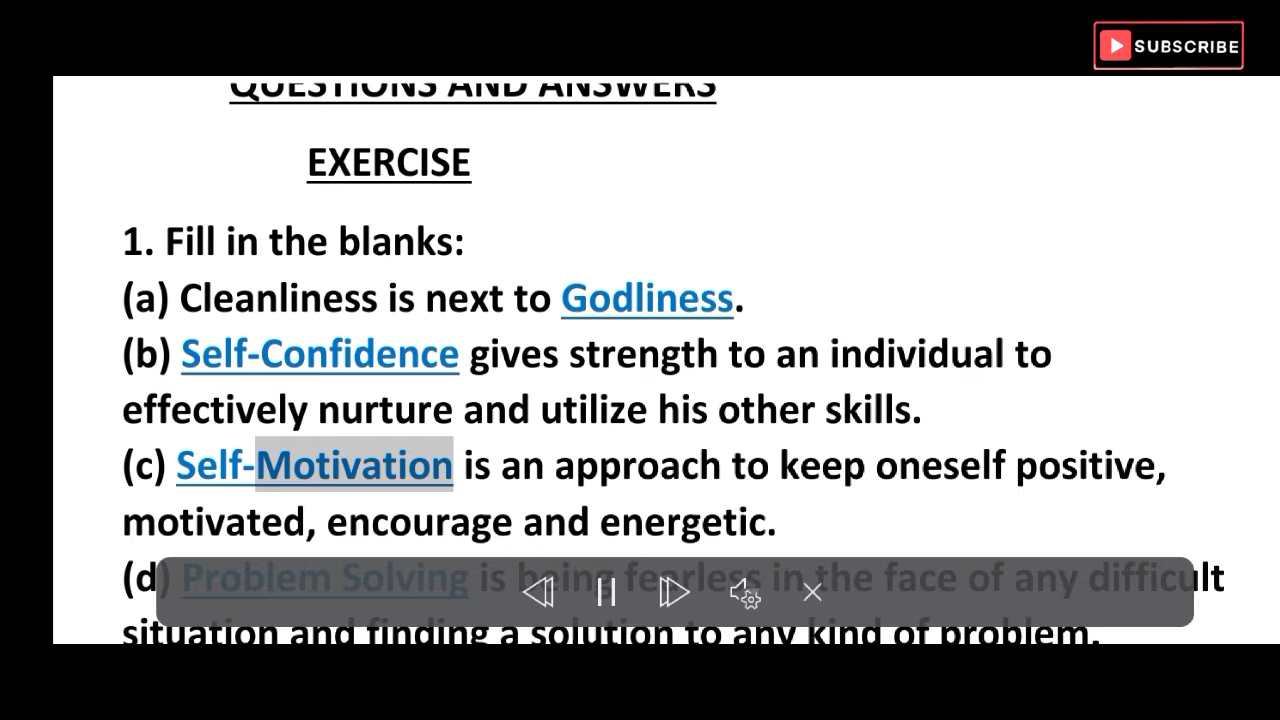 SUBSCRIBE
QUESTIONS AND ANSWERS
EXERCISE
1. Fill in the blanks:
(a) Cleanliness is next to Godliness.
(b) Self-Confidence gives strength to an individual to
effectively nurture and utilize his other skills.
(c) Self-Motivation is an approach to keep oneself positive,
motivated, encourage and energetic.
(d) Problem Solving is being fearless in the face of any difficult
situation and finding a solution to any kind of problem.